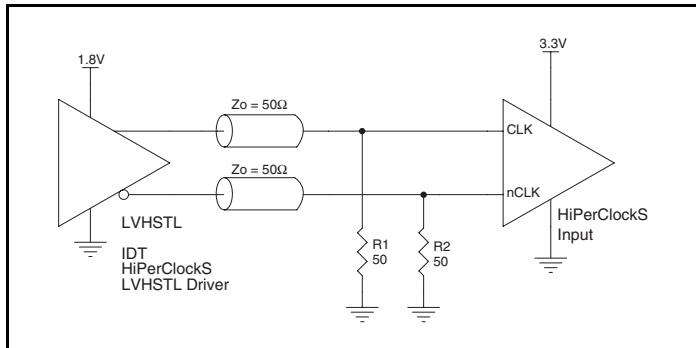 1.8V
3.3V
Zo = 50Ω
CLK
Zo = 50Ω
nCLK
LVHSTL
IDT
HiPerClockS
LVHSTL Driver
R1
50
R2
50
HiPerClockS
Input